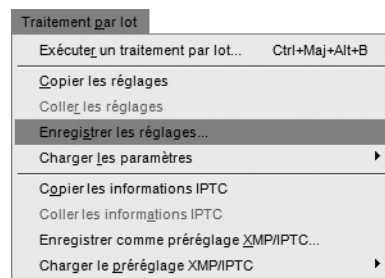 Traitement par lot
Exécuter un traitement par lot... Ctrl+Maj+Alt+B
Copier les réglages
Coller les réglages
Enregistrer les réglages...
Charger les paramètres
Copier les informations IPTC
Coller les informations IPTC
Enregistrer comme préréglage XMP/IPTC...
Charger le préréglage XMP/IPTC